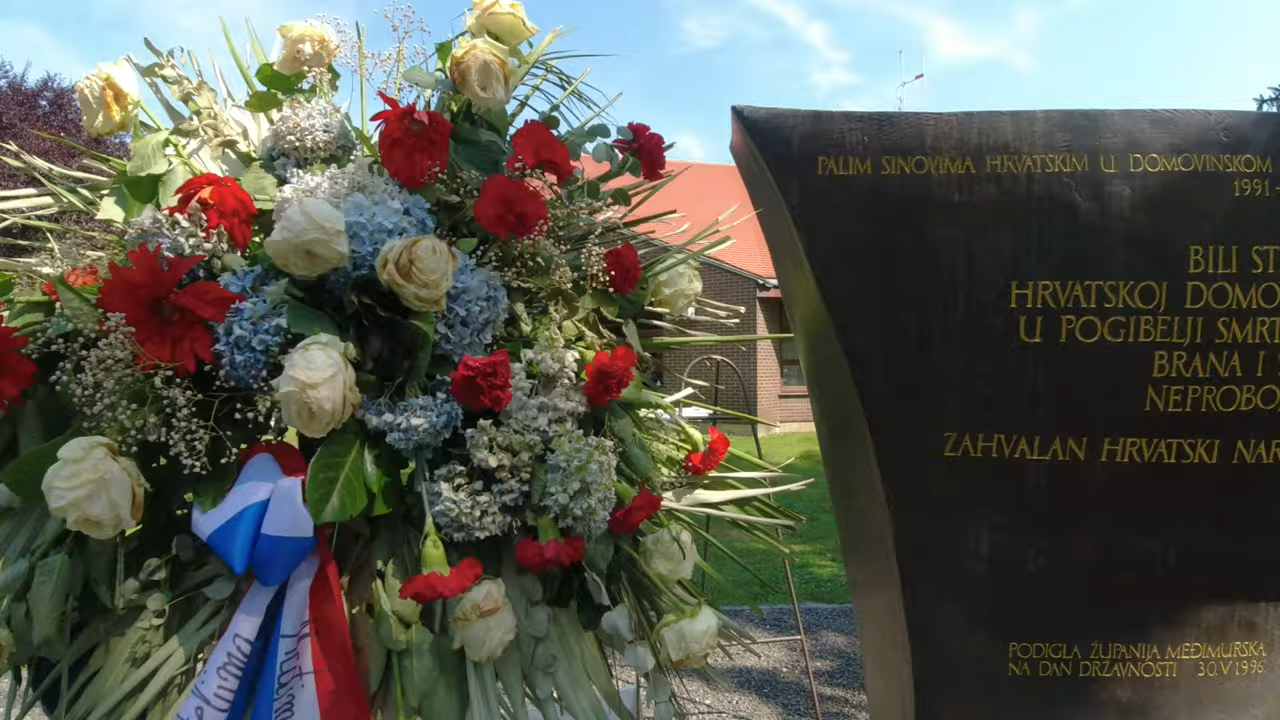 PALIM SINOVIMA HRVATSKIM U DOMOVINSKOM
1991-
BILI ST
HRVATSKOJ DOMO
U POGIBELJI SMRT
BRANA I
NEPROBO
ZAHVALAN HRVATSKI NAR
PODIGLA ŽUPANIJA MEĐIMURSKA
NA DAN DRŽAVNOSTI 30.V.1996.